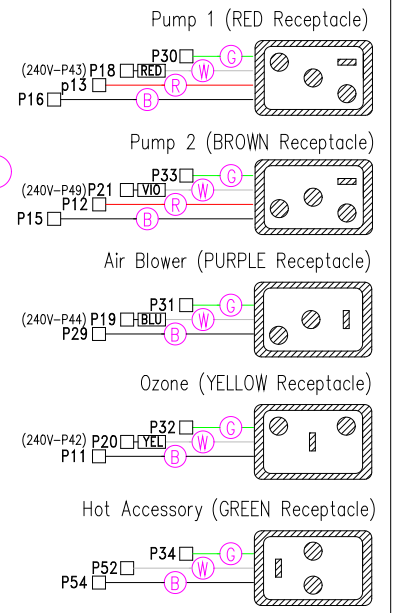 Pump 1 (RED Receptacle)
P30 G
(240V-P43) P18 RED W
p13 R
P16 B
Pump 2 (BROWN Receptacle)
P33 G
(240V-P49) P21 VIO W
P12 R
P15 B
Air Blower (PURPLE Receptacle)
P31 G
(240V-P44) P19 BLU W
P29 B
Ozone (YELLOW Receptacle)
P32 G
(240V-P42) P20 YEL W
P11 B
Hot Accessory (GREEN Receptacle)
P34 G
P52 W
P54 B